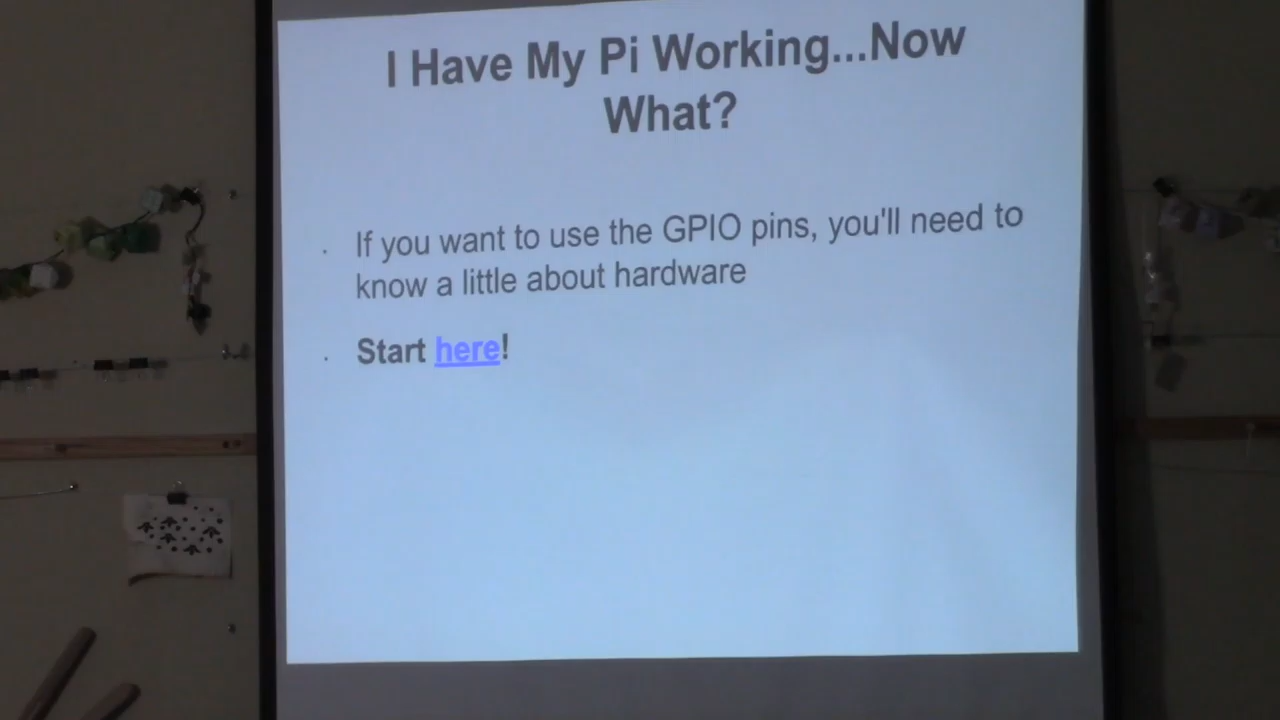 I Have My Pi Working...Now
What?
· If you want to use the GPIO pins, you'll need to
know a little about hardware
· Start here!